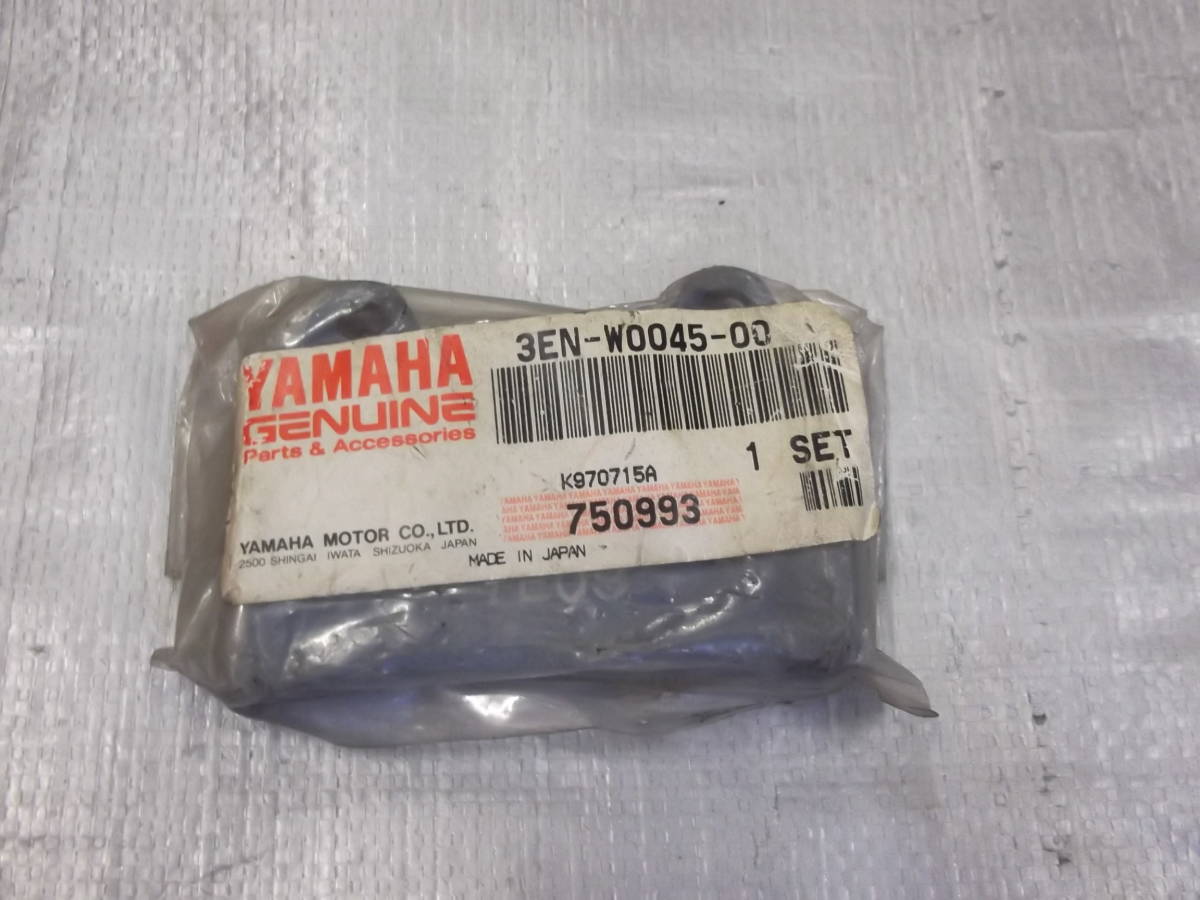 YAMAHA
GENUINE
Parts & Accessories
3EN-W0045-00
1 SET
K970715A
750993
YAMAHA MOTOR CO.,LTD.
2500 SHINGAI IWATA SHIZUOKA JAPAN
MADE IN JAPAN